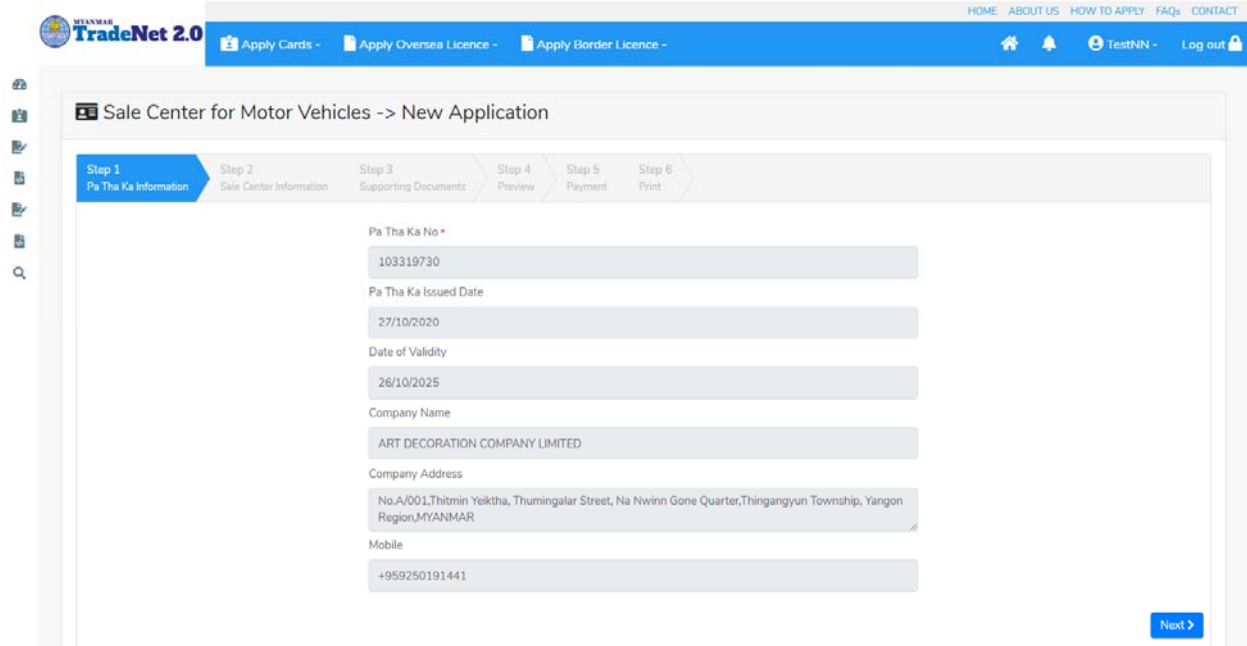 HOME ABOUT US HOW TO APPLY FAQs CONTACT
MYANMAR
TradeNet 2.0
Apply Cards - Apply Oversea Licence - Apply Border Licence - TestNN - Log out
Sale Center for Motor Vehicles -> New Application
Step 1 Step 2 Step 3 Step 4 Step 5 Step 6
Pa Tha Ka Information Sale Center Information Supporting Documents Preview Payment Print
Pa Tha Ka No *
103319730
Pa Tha Ka Issued Date
27/10/2020
Date of Validity
26/10/2025
Company Name
ART DECORATION COMPANY LIMITED
Company Address
No.A/001,Thitmin Yeiktha, Thumingalar Street, Na Nwinn Gone Quarter,Thingangyun Township, Yangon
Region,MYANMAR
Mobile
+959250191441
Next >